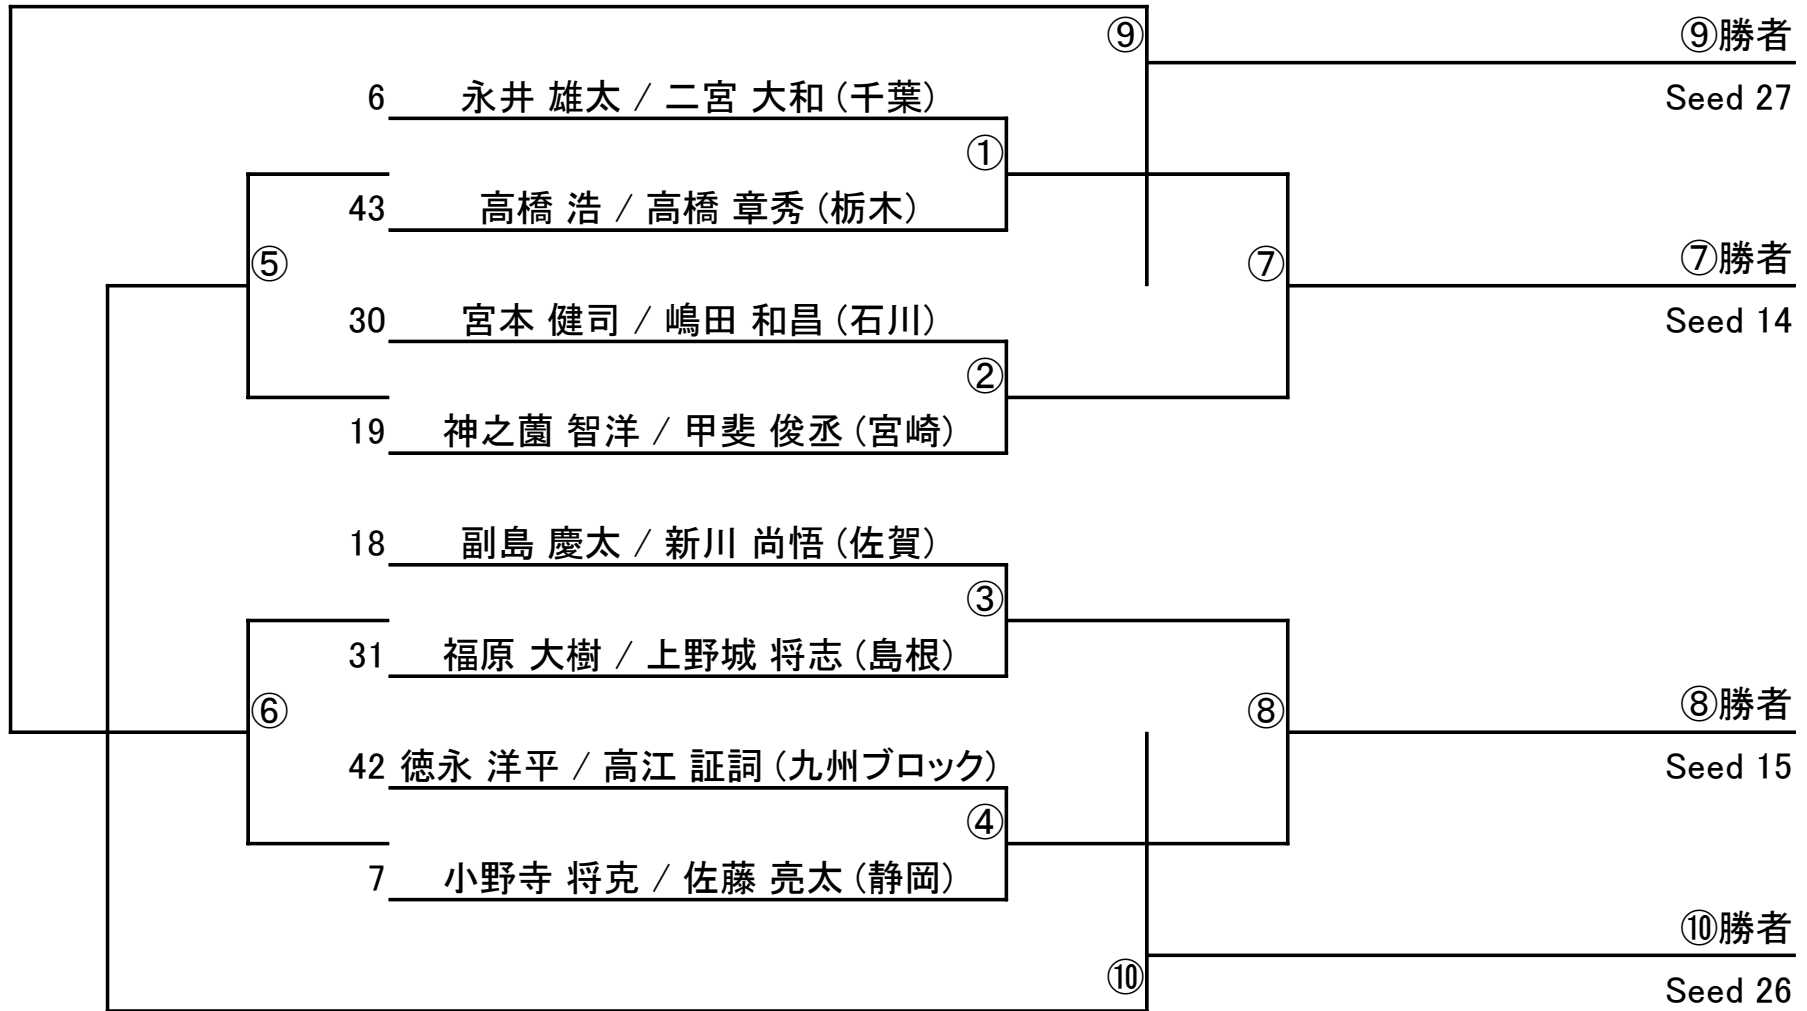 ⑨
⑨勝者
Seed 27
6 永井 雄太 / 二宮 大和 (千葉)
①
43 高橋 浩 / 高橋 章秀 (栃木)
⑤
⑦
⑦勝者
30 宮本 健司 / 嶋田 和昌 (石川)
Seed 14
②
19 神之薗 智洋 / 甲斐 俊丞 (宮崎)
18 副島 慶太 / 新川 尚悟 (佐賀)
③
31 福原 大樹 / 上野城 将志 (島根)
⑥
⑧
⑧勝者
42 徳永 洋平 / 高江 証詞 (九州ブロック)
Seed 15
④
7 小野寺 将克 / 佐藤 亮太 (静岡)
⑩勝者
⑩
Seed 26